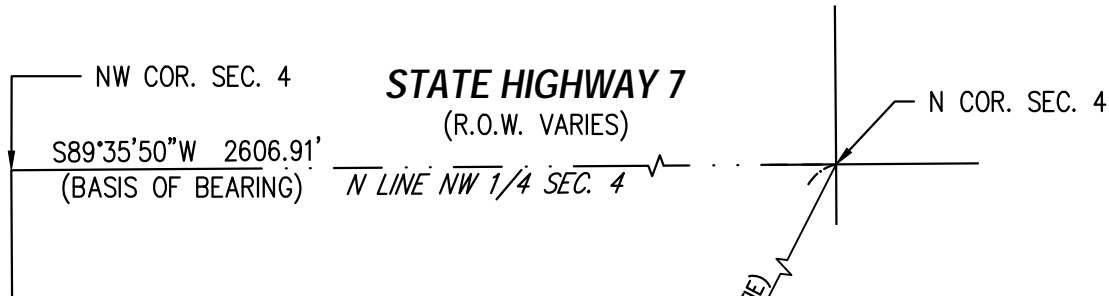 NW COR. SEC. 4
STATE HIGHWAY 7
(R.O.W. VARIES)
N COR. SEC. 4
S89°35'50"W 2606.91'
(BASIS OF BEARING)
N LINE NW 1/4 SEC. 4